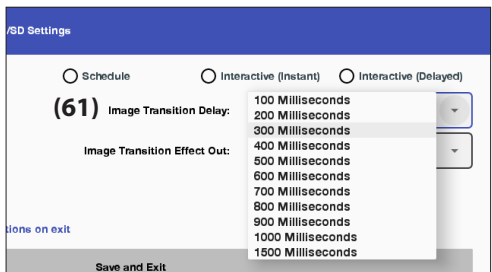 /SD Settings
Schedule Interactive (Instant) Interactive (Delayed)
(61) Image Transition Delay:
100 Milliseconds
200 Milliseconds
300 Milliseconds
Image Transition Effect Out:
400 Milliseconds
500 Milliseconds
600 Milliseconds
700 Milliseconds
800 Milliseconds
900 Milliseconds
1000 Milliseconds
1500 Milliseconds
tions on exit
Save and Exit